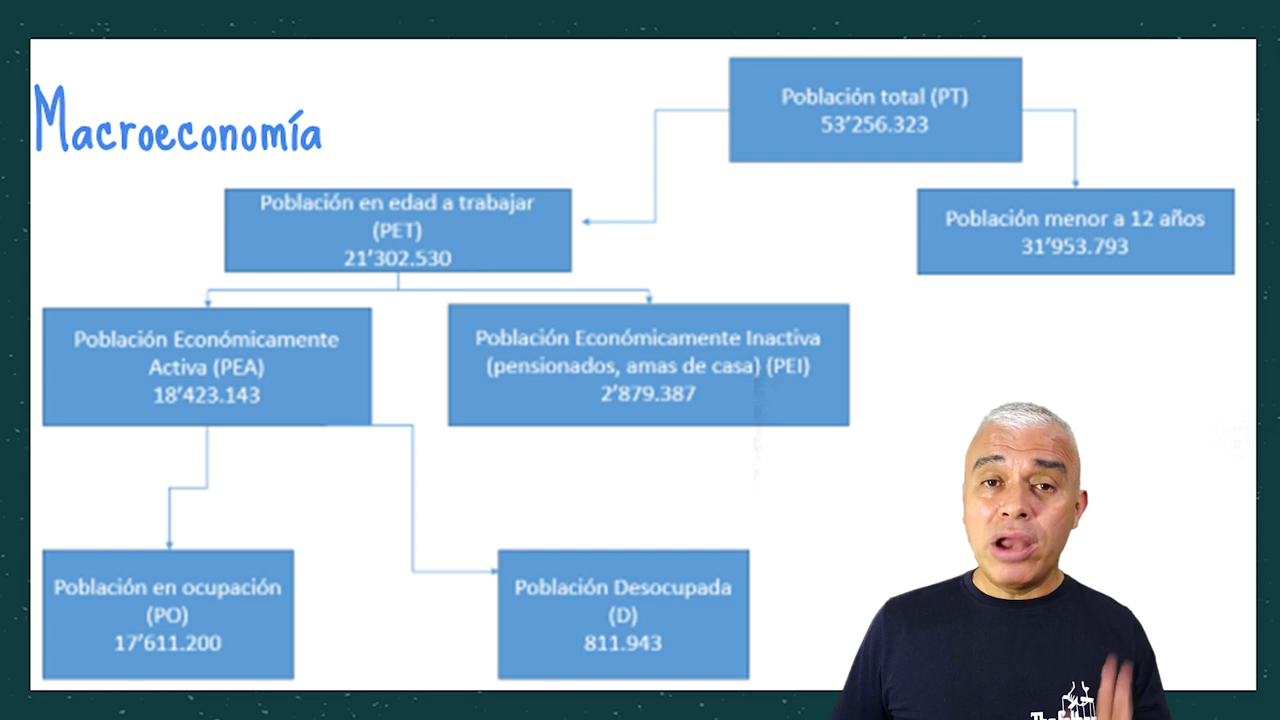 Macroeconomía
Población total (PT)
53’256.323
Población en edad a trabajar
(PET)
21’302.530
Población menor a 12 años
31’953.793
Población Económicamente
Activa (PEA)
18’423.143
Población Económicamente Inactiva
(pensionados, amas de casa) (PEI)
2’879.387
Población en ocupación
(PO)
17’611.200
Población Desocupada
(D)
811.943